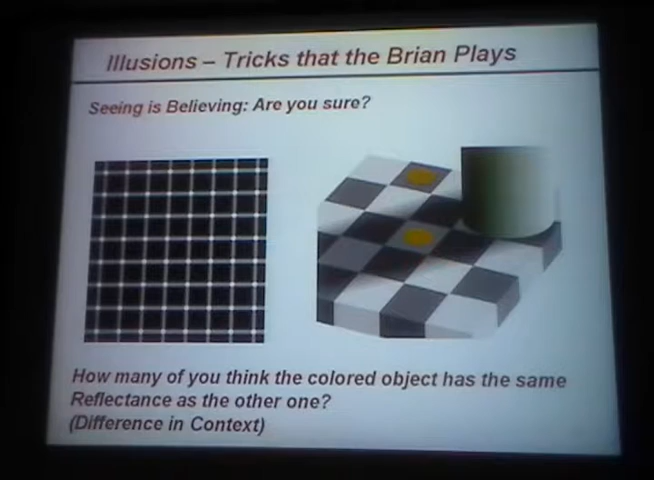 Illusions – Tricks that the Brian Plays
Seeing is Believing: Are you sure?
How many of you think the colored object has the same
Reflectance as the other one?
(Difference in Context)